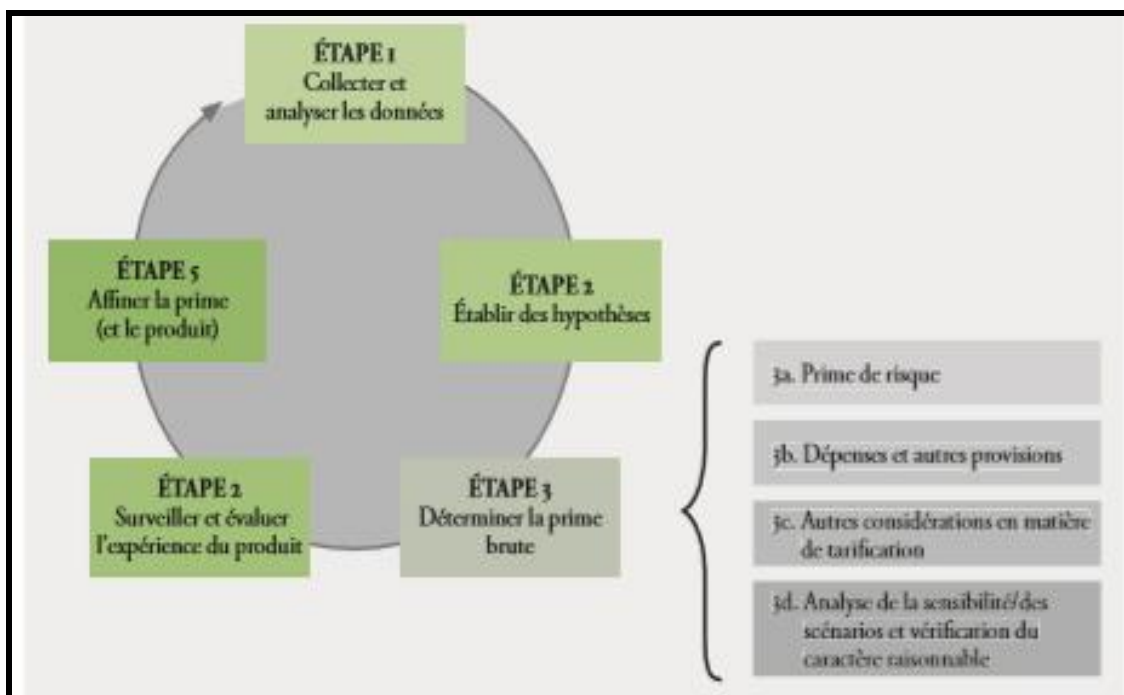 ÉTAPE 1
Collecter et
analyser les données
ÉTAPE 2
Établir des hypothèses
ÉTAPE 3
Déterminer la prime
brute
ÉTAPE 2
Surveiller et évaluer
l'expérience du produit
ÉTAPE 5
Affiner la prime
(et le produit)
3a. Prime de risque
3b. Dépenses et autres provisions
3c. Autres considérations en matière
de tarification
3d. Analyse de la sensibilité/des
scénarios et vérification du
caractère raisonnable